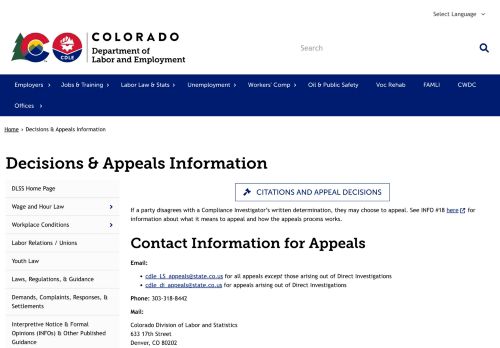 Select Language
COLORADO
Department of
Labor and Employment
CDLE
Search
Employers Jobs & Training Labor Law & Stats Unemployment Workers' Comp Oil & Public Safety Voc Rehab FAMLI CWDC
Offices
Home › Decisions & Appeals Information
Decisions & Appeals Information
DLSS Home Page
Wage and Hour Law
Workplace Conditions
Labor Relations / Unions
Youth Law
Laws, Regulations, & Guidance
Demands, Complaints, Responses, &
Settlements
Interpretive Notice & Formal
Opinions (INFOs) & Other Published
Guidance
CITATIONS AND APPEAL DECISIONS
If a party disagrees with a Compliance Investigator's written determination, they may choose to appeal. See INFO #18 here for
information about what it means to appeal and how the appeals process works.
Contact Information for Appeals
Email:
• cdle_LS_appeals@state.co.us for all appeals except those arising out of Direct Investigations
• cdle_di_appeals@state.co.us for appeals arising out of Direct Investigations
Phone: 303-318-8442
Mail:
Colorado Division of Labor and Statistics
633 17th Street
Denver, CO 80202